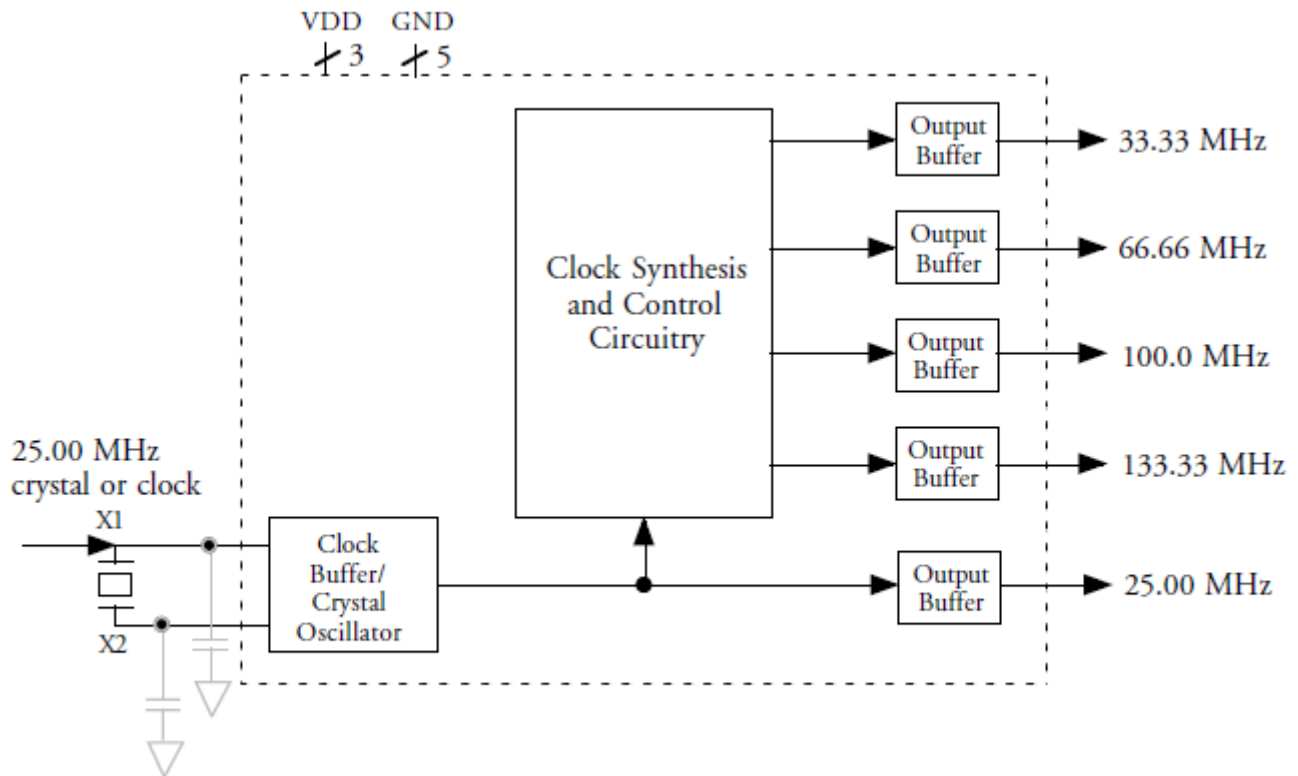 VDD GND
3 5
Output
Buffer
33.33 MHz
Output
Buffer
66.66 MHz
Clock Synthesis
and Control
Circuitry
Output
Buffer
100.0 MHz
Output
Buffer
133.33 MHz
25.00 MHz
crystal or clock
X1
X2
Clock
Buffer/
Crystal
Oscillator
Output
Buffer
25.00 MHz